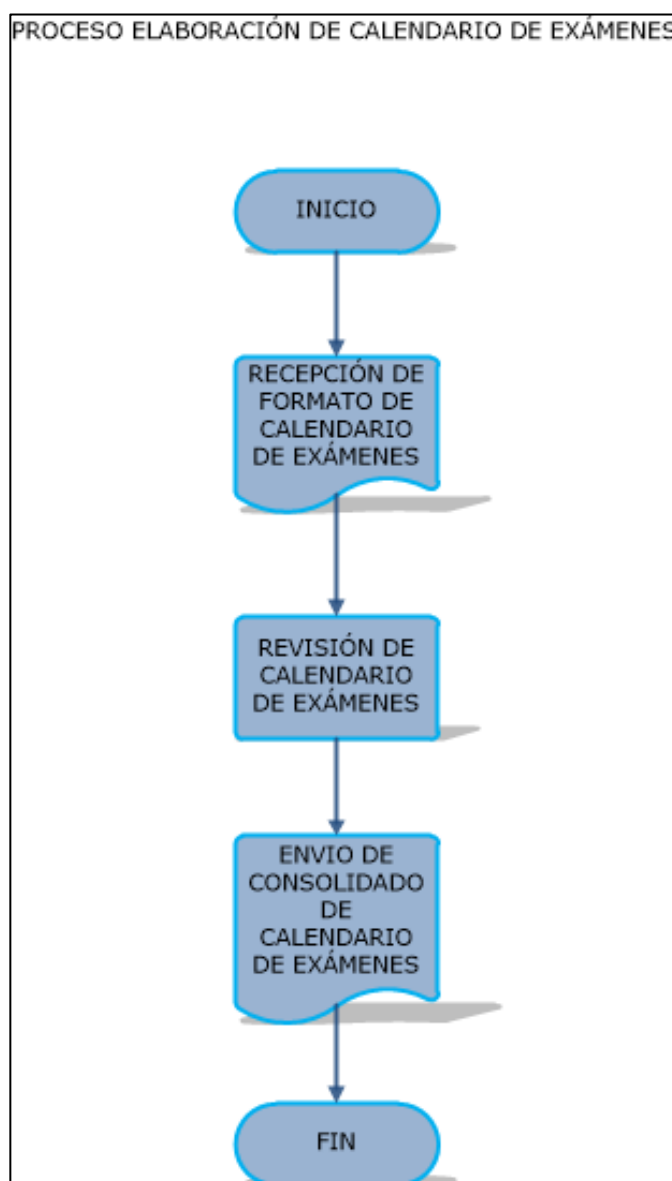 PROCESO ELABORACIÓN DE CALENDARIO DE EXÁMENES
INICIO
RECEPCIÓN DE
FORMATO DE
CALENDARIO
DE EXÁMENES
REVISIÓN DE
CALENDARIO
DE EXÁMENES
ENVIO DE
CONSOLIDADO
DE
CALENDARIO
DE EXÁMENES
FIN